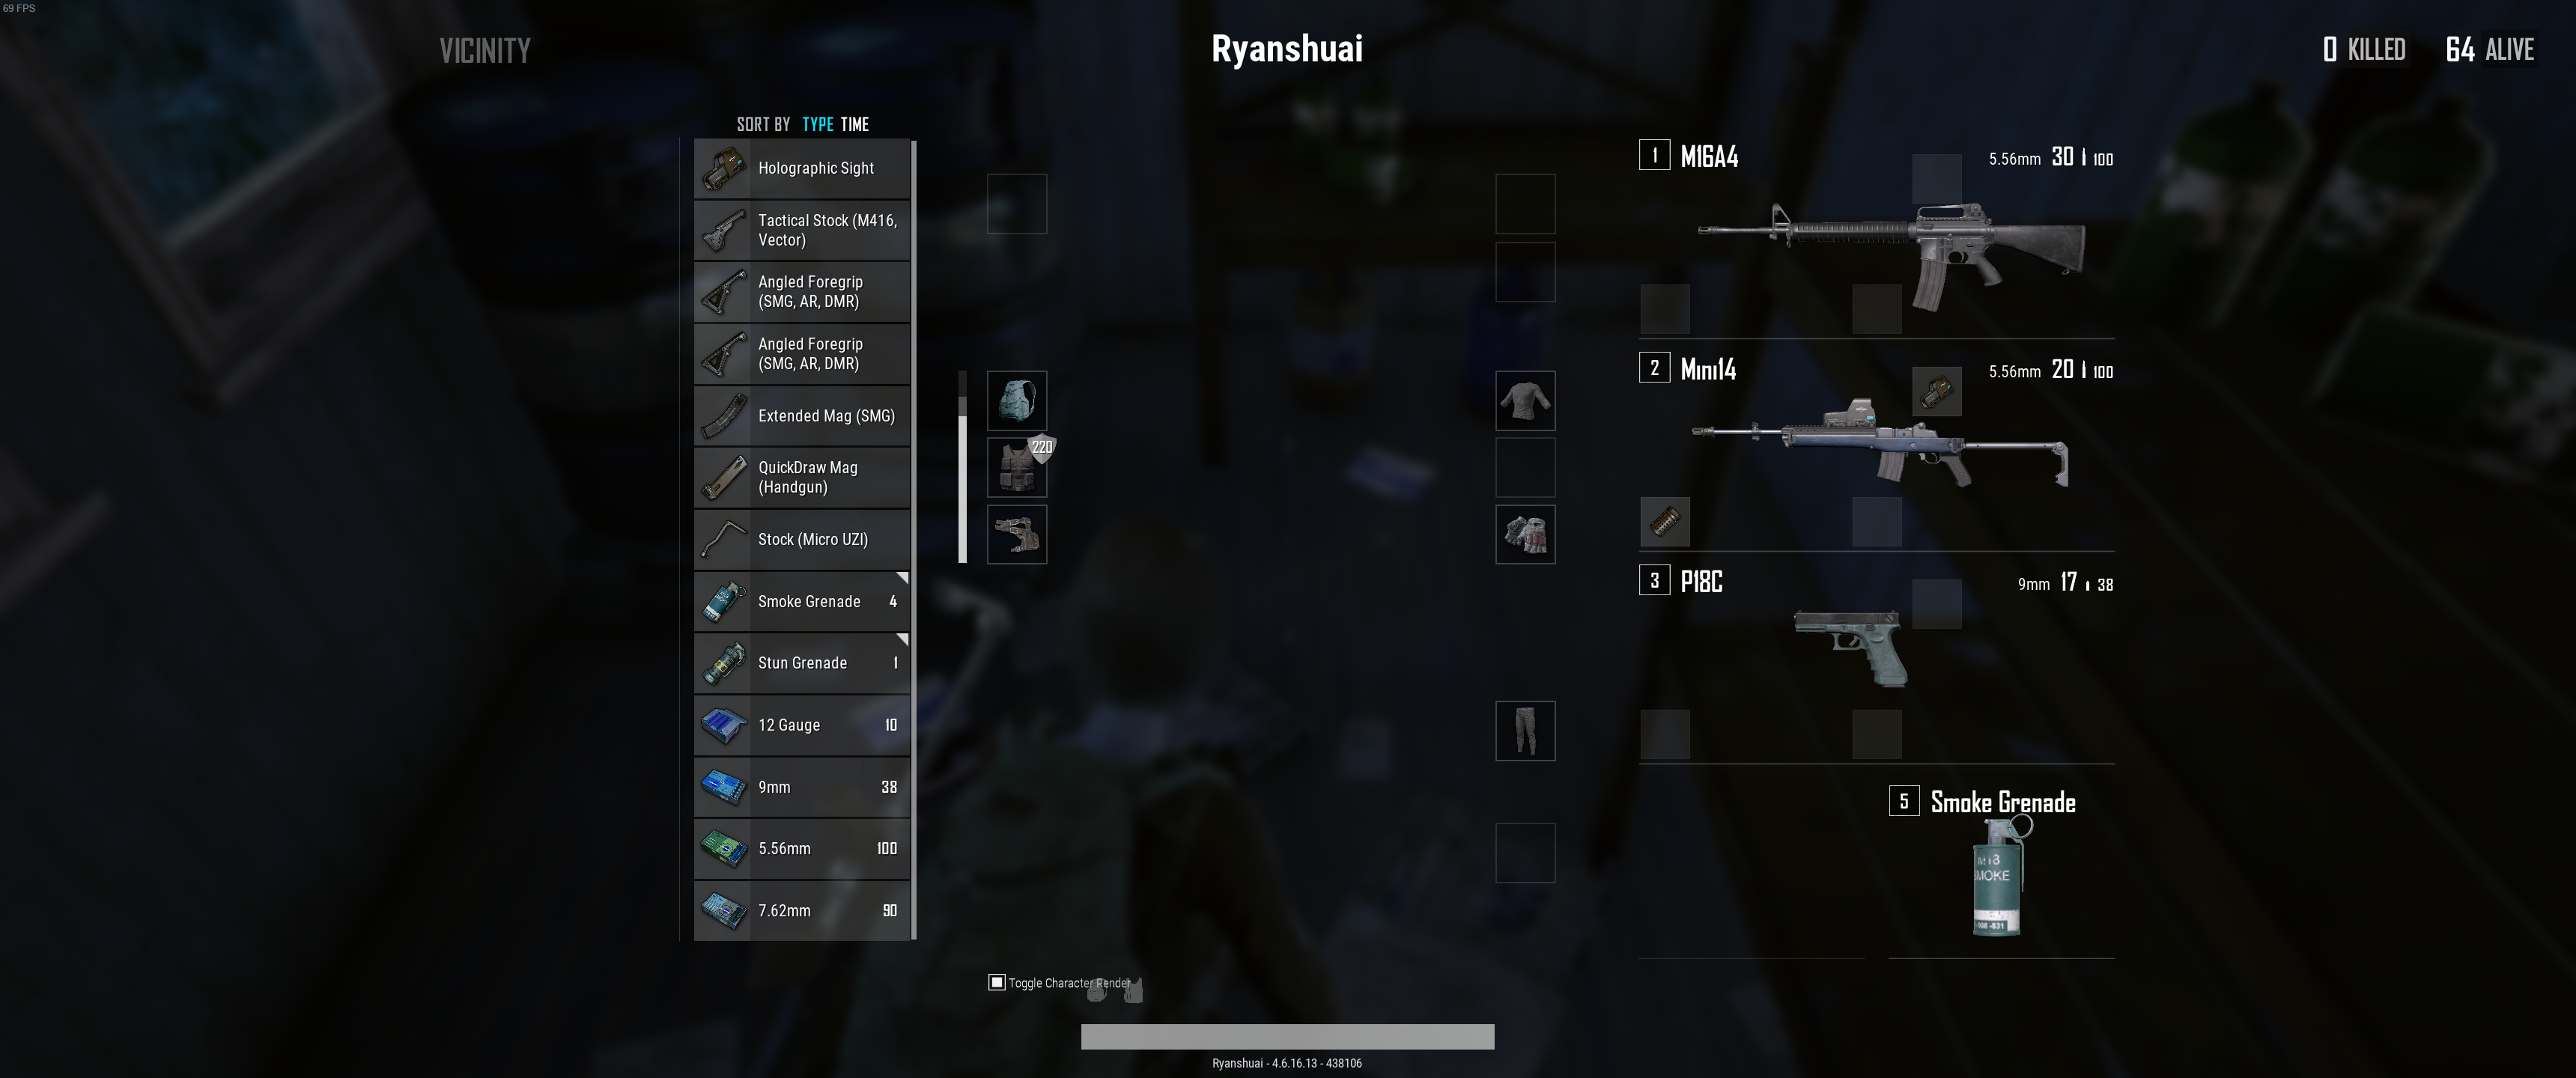 69 FPS
VICINITY
Ryanshuai
0 KILLED 64 ALIVE
SORT BY TYPE TIME
Holographic Sight
Tactical Stock (M416,
Vector)
Angled Foregrip
(SMG, AR, DMR)
Angled Foregrip
(SMG, AR, DMR)
Extended Mag (SMG)
QuickDraw Mag
(Handgun)
Stock (Micro UZI)
Smoke Grenade 4
Stun Grenade 1
12 Gauge 10
9mm 38
5.56mm 100
7.62mm 90
220
1 M16A4 5.56mm 30 100
2 Mini14 5.56mm 20 100
3 P18C 9mm 17 38
5 Smoke Grenade
M18
SMOKE
Toggle Character Render
Ryanshuai - 4.6.16.13 - 438106